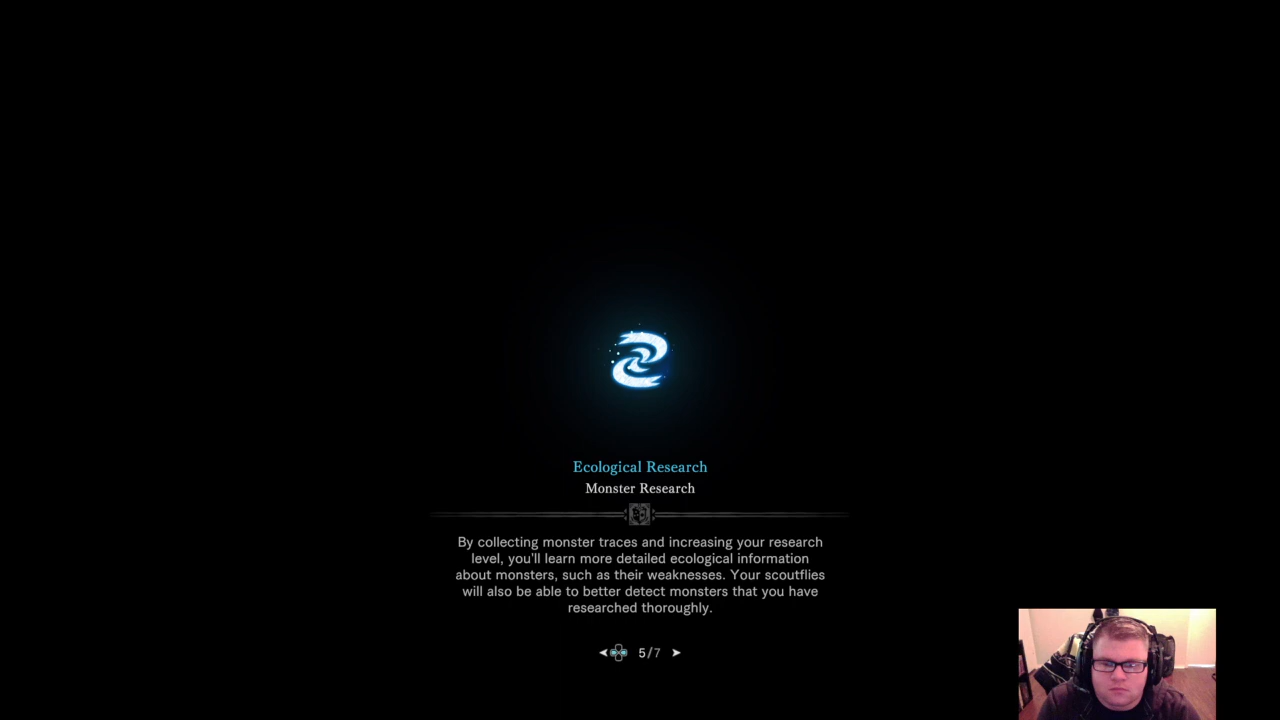 Ecological Research
Monster Research
By collecting monster traces and increasing your research
level, you'll learn more detailed ecological information
about monsters, such as their weaknesses. Your scoutflies
will also be able to better detect monsters that you have
researched thoroughly.
5/7